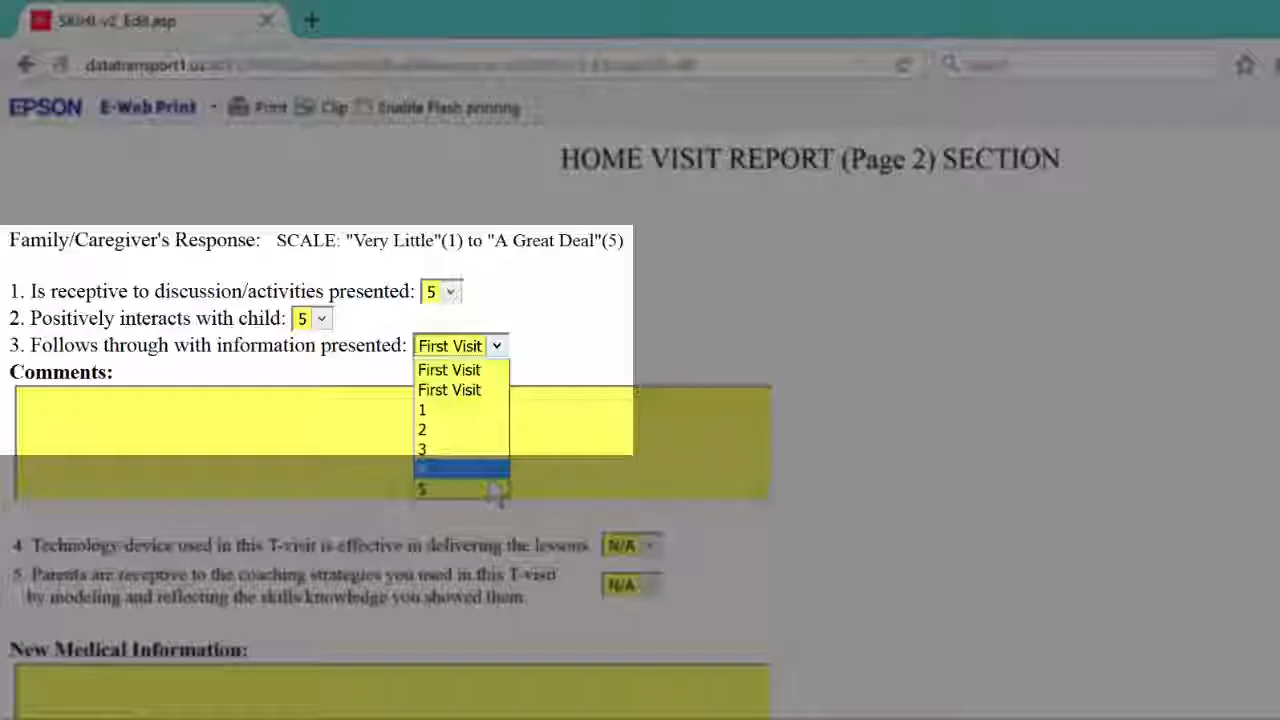 SKIHI-v2_Edit.asp
datatransport1.us
EPSON E-Web Print Print Clip Enable Flash printing
HOME VISIT REPORT (Page 2) SECTION
Family/Caregiver's Response: SCALE: "Very Little"(1) to "A Great Deal"(5)
1. Is receptive to discussion/activities presented: 5
2. Positively interacts with child: 5
3. Follows through with information presented: First Visit
First Visit
First Visit
1
2
3
5
Comments:
4. Technology device used in this T-visit is effective in delivering the lessons. N/A
5. Parents are receptive to the coaching strategies you used in this T-visit
by modeling and reflecting the skills/knowledge you showed them. N/A
New Medical Information: